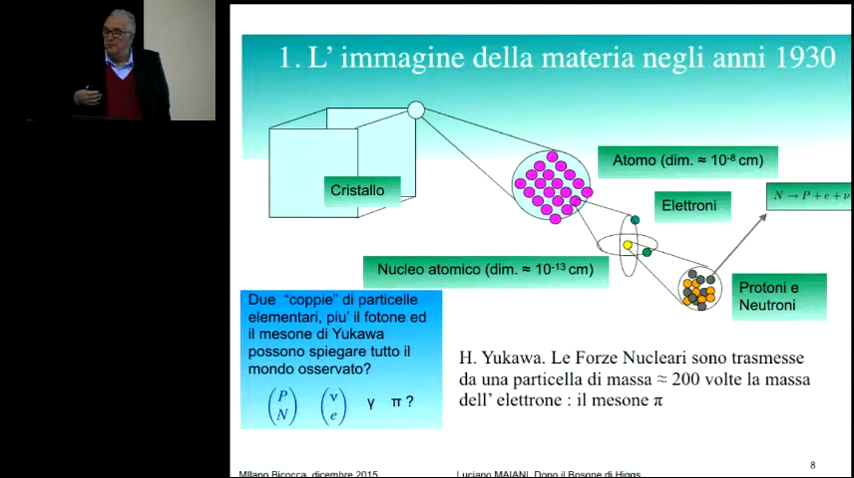 1. L' immagine della materia negli anni 1930
Atomo (dim. ≈ 10⁻⁸ cm)
Cristallo
Elettroni
N → P + e + ν
Nucleo atomico (dim. ≈ 10⁻¹³ cm)
Protoni e
Neutroni
Due "coppie" di particelle
elementari, piu' il fotone ed
il mesone di Yukawa
possono spiegare tutto il
mondo osservato?
P ν γ π ?
N e
H. Yukawa. Le Forze Nucleari sono trasmesse
da una particella di massa ≈ 200 volte la massa
dell' elettrone : il mesone π
8
MIlano Bicocca, dicembre 2015
Luciano MAIANI. Dopo il Bosone di Higgs